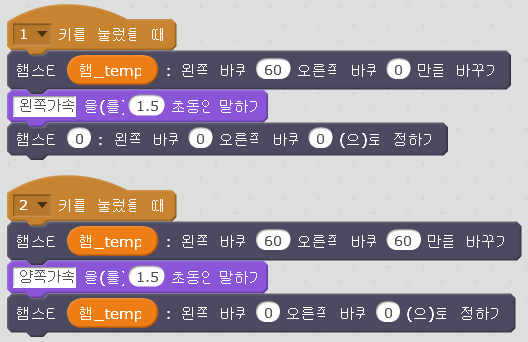 1 키를 눌렀을 때
햄스터 햄_temp : 왼쪽 바퀴 60 오른쪽 바퀴 0 만큼 바꾸기
왼쪽가속 을(를) 1.5 초동안 말하기
햄스터 0 : 왼쪽 바퀴 0 오른쪽 바퀴 0 (으)로 정하기
2 키를 눌렀을 때
햄스터 햄_temp : 왼쪽 바퀴 60 오른쪽 바퀴 60 만큼 바꾸기
양쪽가속 을(를) 1.5 초동안 말하기
햄스터 햄_temp : 왼쪽 바퀴 0 오른쪽 바퀴 0 (으)로 정하기